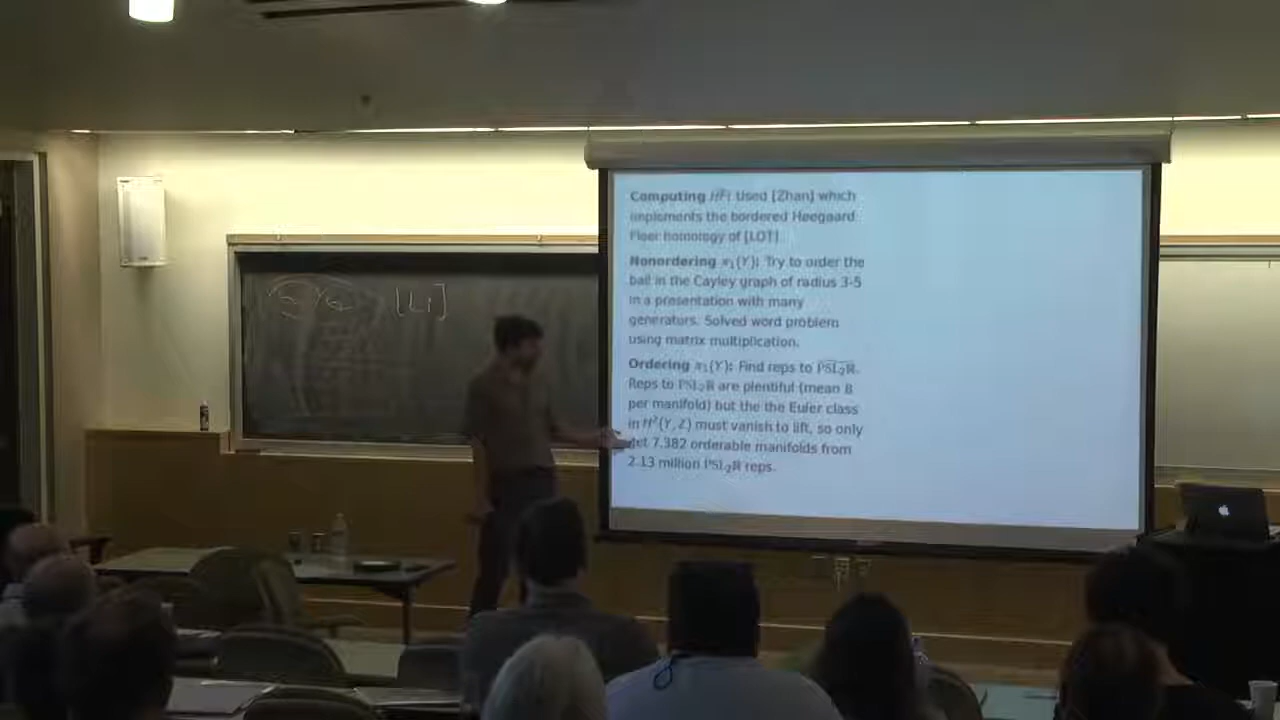 [Li]
Computing HF: Used [Zhan] which
implements the bordered Heegaard
Floer homology of [LOT]
Nonordering π₁(Y): Try to order the
ball in the Cayley graph of radius 3-5
in a presentation with many
generators. Solved word problem
using matrix multiplication.
Ordering π₁(Y): Find reps to PSL₂R.
Reps to PSL₂R are plentiful (mean 8
per manifold) but the the Euler class
in H²(Y, Z) must vanish to lift, so only
get 7,382 orderable manifolds from
2.13 million PSL₂R reps.